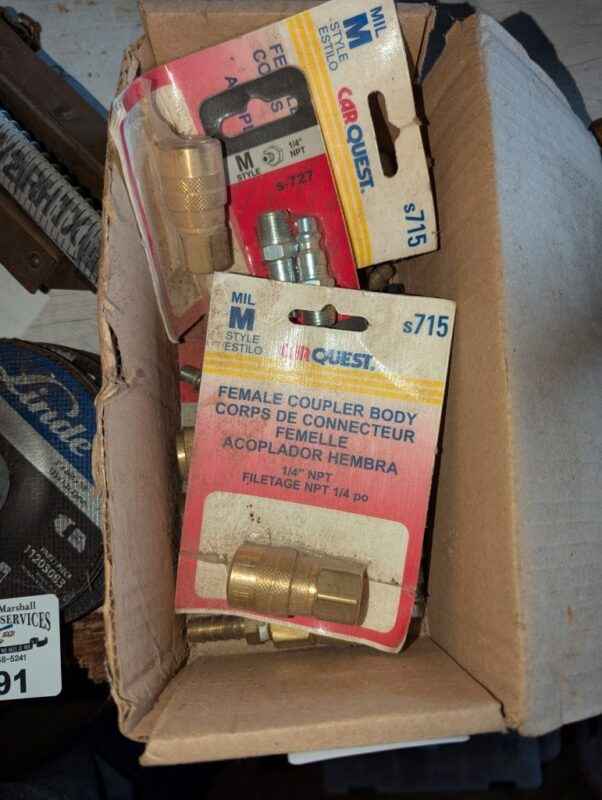 MIL
M
STYLE
ESTILO
CARQUEST.
s715
M
STYLE
1/4"
NPT
s-727
MIL
M
STYLE
ESTILO
s715
CARQUEST.
FEMALE COUPLER BODY
CORPS DE CONNECTEUR
FEMELLE
ACOPLADOR HEMBRA
1/4" NPT
FILETAGE NPT 1/4 po
Linde
Marshall
SERVICES
91